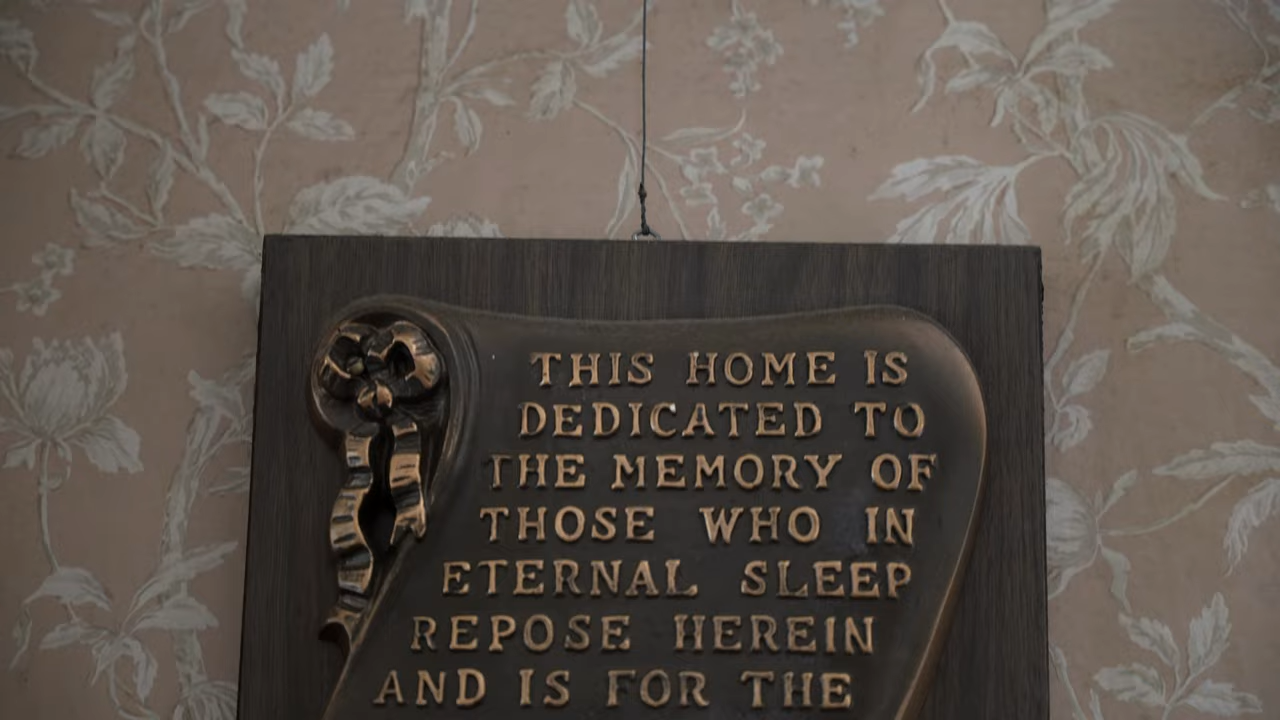 THIS HOME IS
DEDICATED TO
THE MEMORY OF
THOSE WHO IN
ETERNAL SLEEP
REPOSE HEREIN
AND IS FOR THE